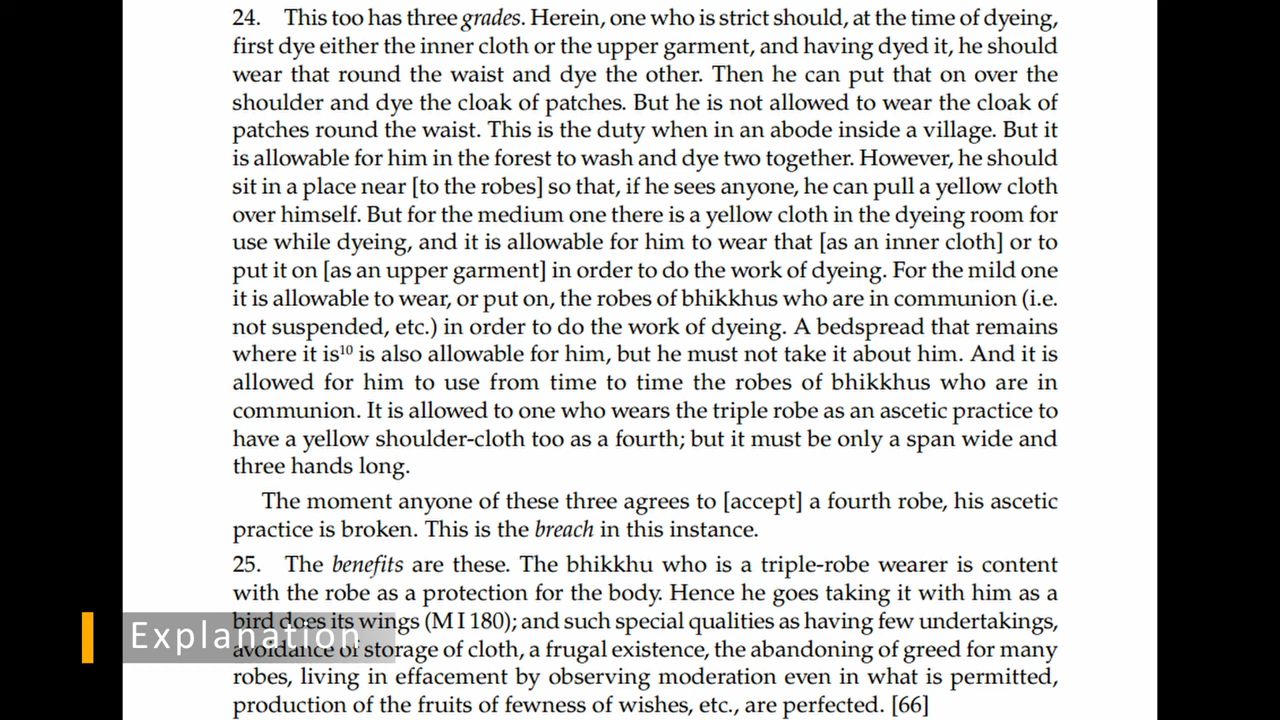 24. This too has three grades. Herein, one who is strict should, at the time of dyeing,
first dye either the inner cloth or the upper garment, and having dyed it, he should
wear that round the waist and dye the other. Then he can put that on over the
shoulder and dye the cloak of patches. But he is not allowed to wear the cloak of
patches round the waist. This is the duty when in an abode inside a village. But it
is allowable for him in the forest to wash and dye two together. However, he should
sit in a place near [to the robes] so that, if he sees anyone, he can pull a yellow cloth
over himself. But for the medium one there is a yellow cloth in the dyeing room for
use while dyeing, and it is allowable for him to wear that [as an inner cloth] or to
put it on [as an upper garment] in order to do the work of dyeing. For the mild one
it is allowable to wear, or put on, the robes of bhikkhus who are in communion (i.e.
not suspended, etc.) in order to do the work of dyeing. A bedspread that remains
where it is¹⁰ is also allowable for him, but he must not take it about him. And it is
allowed for him to use from time to time the robes of bhikkhus who are in
communion. It is allowed to one who wears the triple robe as an ascetic practice to
have a yellow shoulder-cloth too as a fourth; but it must be only a span wide and
three hands long.
The moment anyone of these three agrees to [accept] a fourth robe, his ascetic
practice is broken. This is the breach in this instance.
25. The benefits are these. The bhikkhu who is a triple-robe wearer is content
with the robe as a protection for the body. Hence he goes taking it with him as a
bird does its wings (M I 180); and such special qualities as having few undertakings,
avoidance of storage of cloth, a frugal existence, the abandoning of greed for many
robes, living in effacement by observing moderation even in what is permitted,
production of the fruits of fewness of wishes, etc., are perfected. [66]
Explanation